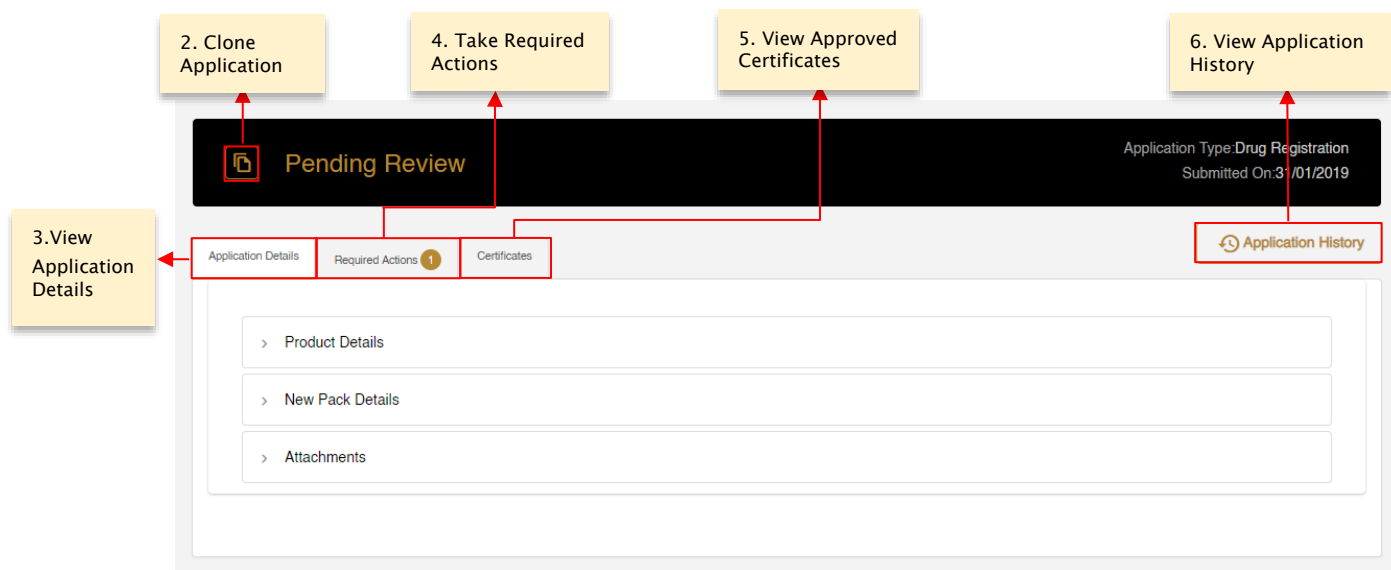 2. Clone
Application
4. Take Required
Actions
5. View Approved
Certificates
6. View Application
History
Pending Review
Application Type:Drug Registration
Submitted On:31/01/2019
3.View
Application
Details
Application Details
Required Actions 1
Certificates
Application History
Product Details
New Pack Details
Attachments